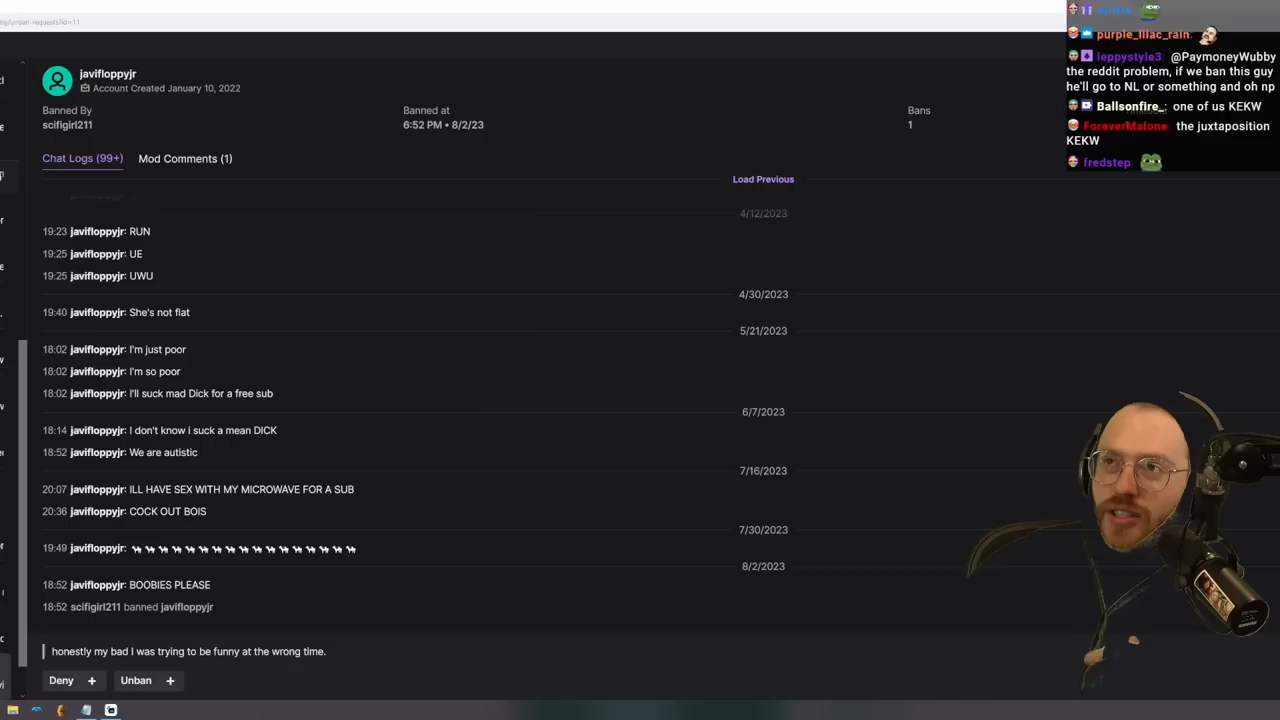 by/unban-requests?id=11
purple_lilac_rain:
leppystyle3: @PaymoneyWubby
the reddit problem, if we ban this guy
he'll go to NL or something and oh np
Ballsonfire_: one of us KEKW
ForeverMalone the juxtaposition
KEKW
fredstep
javifloppyjr
Account Created January 10, 2022
Banned By
Banned at
Bans
scifigirl211
6:52 PM • 8/2/23
1
Chat Logs (99+)
Mod Comments (1)
Load Previous
4/12/2023
19:23 javifloppyjr: RUN
19:25 javifloppyjr: UE
19:25 javifloppyjr: UWU
4/30/2023
19:40 javifloppyjr: She's not flat
5/21/2023
18:02 javifloppyjr: I'm just poor
18:02 javifloppyjr: I'm so poor
18:02 javifloppyjr: I'll suck mad Dick for a free sub
6/7/2023
18:14 javifloppyjr: I don't know i suck a mean DICK
18:52 javifloppyjr: We are autistic
7/16/2023
20:07 javifloppyjr: ILL HAVE SEX WITH MY MICROWAVE FOR A SUB
20:36 javifloppyjr: COCK OUT BOIS
7/30/2023
19:49 javifloppyjr: 🐪 🐪 🐪 🐪 🐪 🐪 🐪 🐪 🐪 🐪 🐪 🐪 🐪 🐪 🐪 🐪 🐪
8/2/2023
18:52 javifloppyjr: BOOBIES PLEASE
18:52 scifigirl211 banned javifloppyjr
honestly my bad I was trying to be funny at the wrong time.
Deny +
Unban +